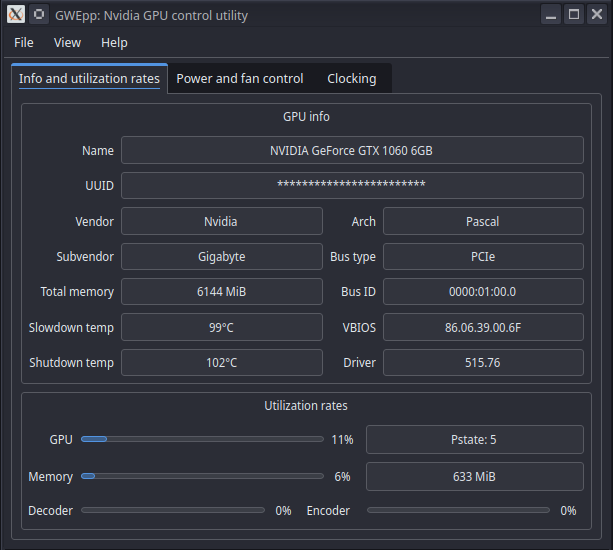 GWEpp: Nvidia GPU control utility
File View Help
Info and utilization rates Power and fan control Clocking
GPU info
Name NVIDIA GeForce GTX 1060 6GB
UUID ************************
Vendor Nvidia Arch Pascal
Subvendor Gigabyte Bus type PCIe
Total memory 6144 MiB Bus ID 0000:01:00.0
Slowdown temp 99°C VBIOS 86.06.39.00.6F
Shutdown temp 102°C Driver 515.76
Utilization rates
GPU 11% Pstate: 5
Memory 6% 633 MiB
Decoder 0% Encoder 0%